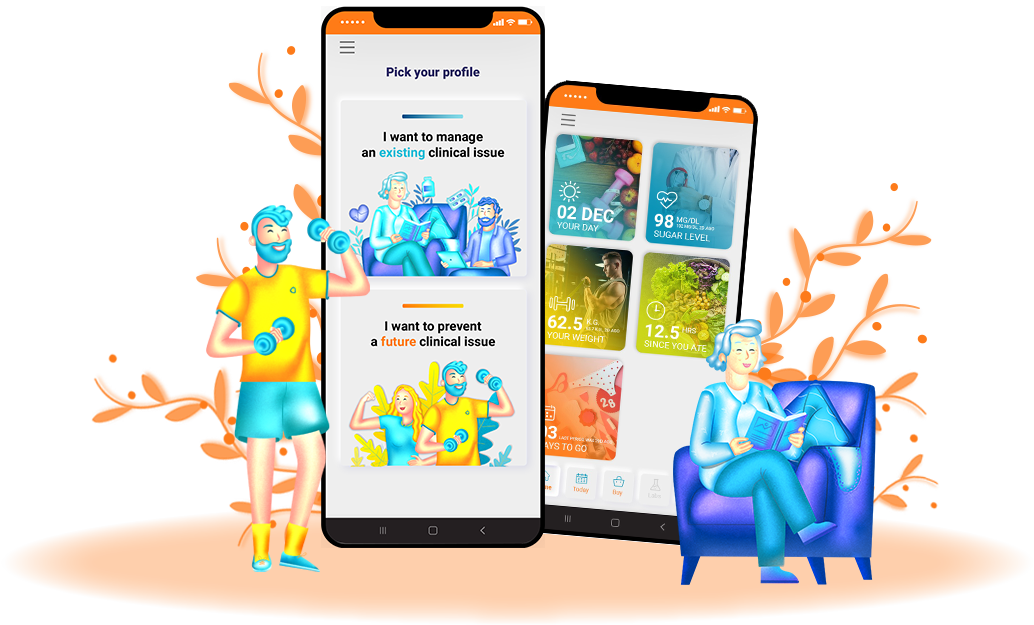 Pick your profile
I want to manage
an existing clinical issue
I want to prevent
a future clinical issue
02 DEC
YOUR DAY
98 MG/DL
SUGAR LEVEL
62.5 K.G.
YOUR WEIGHT
12.5 HRS
SINCE YOU ATE
28
03
AYS TO GO
me
Today
Buy
Labs